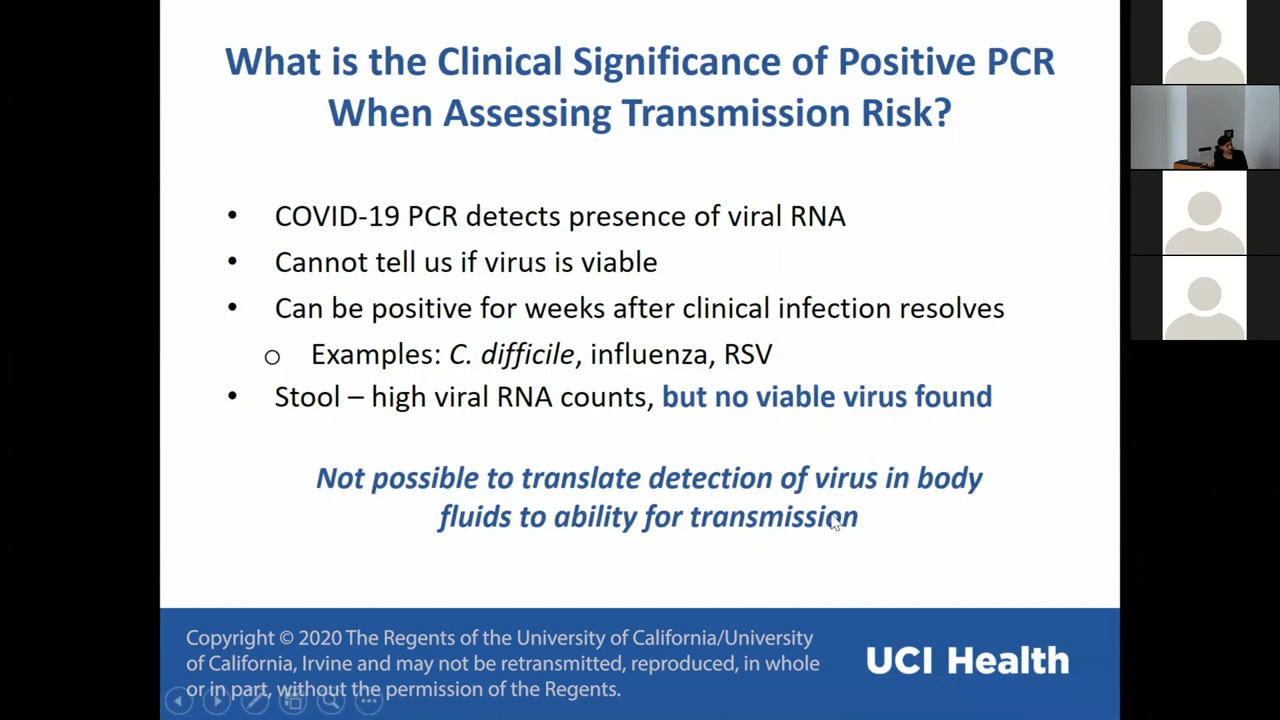 What is the Clinical Significance of Positive PCR
When Assessing Transmission Risk?
• COVID-19 PCR detects presence of viral RNA
• Cannot tell us if virus is viable
• Can be positive for weeks after clinical infection resolves
o Examples: C. difficile, influenza, RSV
• Stool – high viral RNA counts, but no viable virus found
Not possible to translate detection of virus in body
fluids to ability for transmission
Copyright © 2020 The Regents of the University of California/University
of California, Irvine and may not be retransmitted, reproduced, in whole
or in part, without the permission of the Regents.
UCI Health